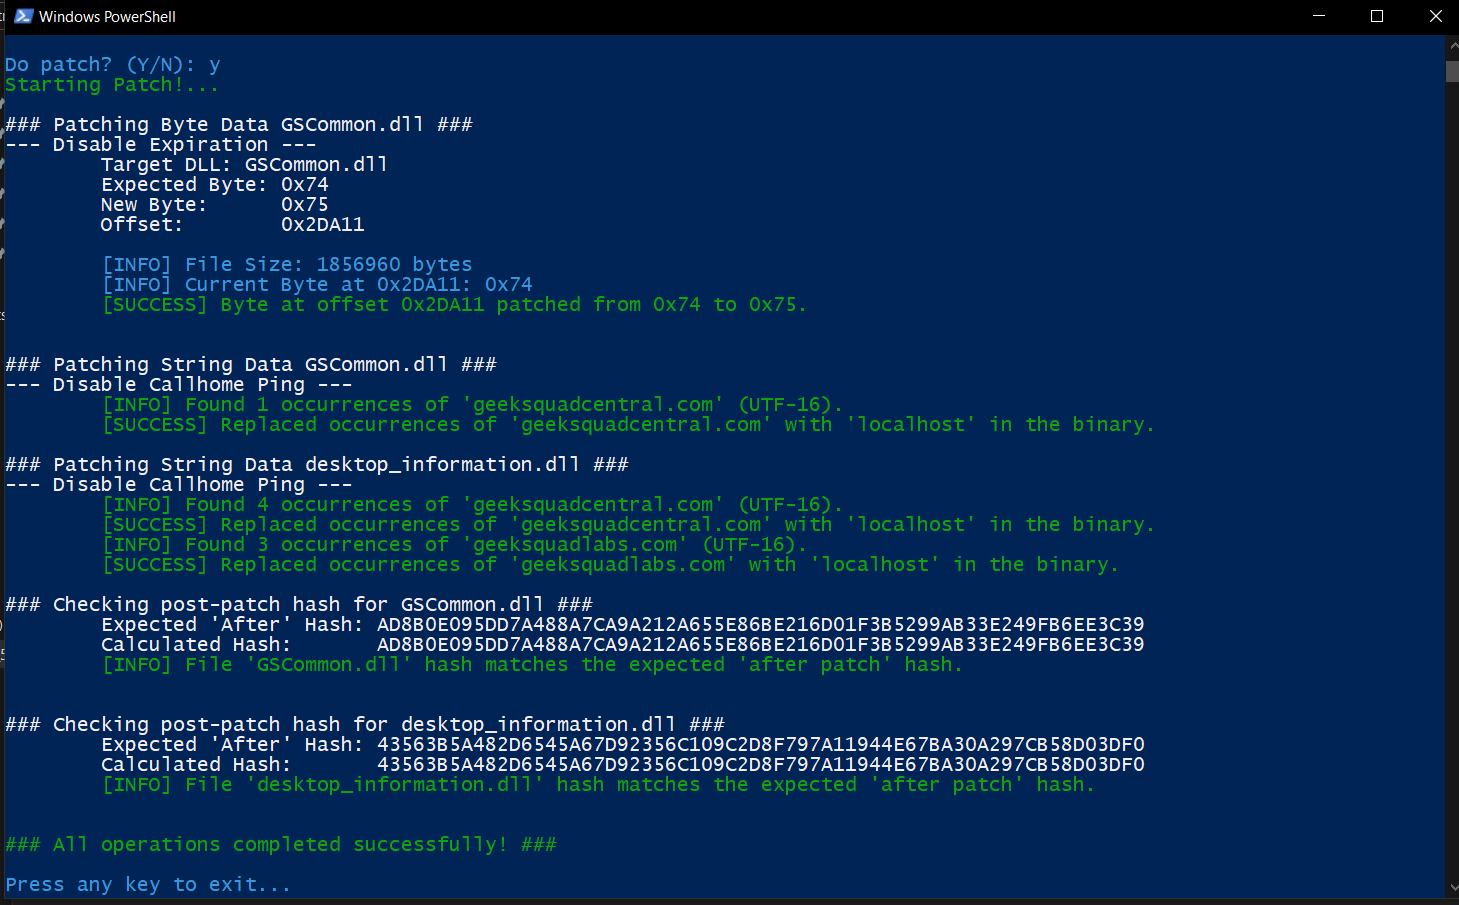 Windows PowerShell
Do patch? (Y/N): y
Starting Patch!...
### Patching Byte Data GSCommon.dll ###
--- Disable Expiration ---
Target DLL: GSCommon.dll
Expected Byte: 0x74
New Byte: 0x75
Offset: 0x2DA11
[INFO] File Size: 1856960 bytes
[INFO] Current Byte at 0x2DA11: 0x74
[SUCCESS] Byte at offset 0x2DA11 patched from 0x74 to 0x75.
### Patching String Data GSCommon.dll ###
--- Disable Callhome Ping ---
[INFO] Found 1 occurrences of 'geeksquadcentral.com' (UTF-16).
[SUCCESS] Replaced occurrences of 'geeksquadcentral.com' with 'localhost' in the binary.
### Patching String Data desktop_information.dll ###
--- Disable Callhome Ping ---
[INFO] Found 4 occurrences of 'geeksquadcentral.com' (UTF-16).
[SUCCESS] Replaced occurrences of 'geeksquadcentral.com' with 'localhost' in the binary.
[INFO] Found 3 occurrences of 'geeksquadlabs.com' (UTF-16).
[SUCCESS] Replaced occurrences of 'geeksquadlabs.com' with 'localhost' in the binary.
### Checking post-patch hash for GSCommon.dll ###
Expected 'After' Hash: AD8B0E095DD7A488A7CA9A212A655E86BE216D01F3B5299AB33E249FB6EE3C39
Calculated Hash: AD8B0E095DD7A488A7CA9A212A655E86BE216D01F3B5299AB33E249FB6EE3C39
[INFO] File 'GSCommon.dll' hash matches the expected 'after patch' hash.
### Checking post-patch hash for desktop_information.dll ###
Expected 'After' Hash: 43563B5A482D6545A67D92356C109C2D8F797A11944E67BA30A297CB58D03DF0
Calculated Hash: 43563B5A482D6545A67D92356C109C2D8F797A11944E67BA30A297CB58D03DF0
[INFO] File 'desktop_information.dll' hash matches the expected 'after patch' hash.
### All operations completed successfully! ###
Press any key to exit...